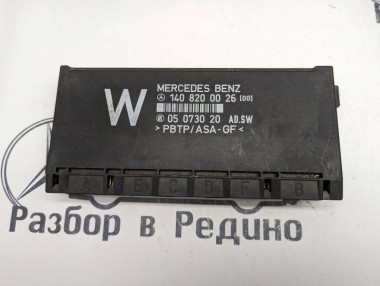 W
MERCEDES BENZ
140 820 00 26 [00]
05 0730 20 AD.SW
>PBTP/ASA-GF<
A E C D F B
Разбор в Редино